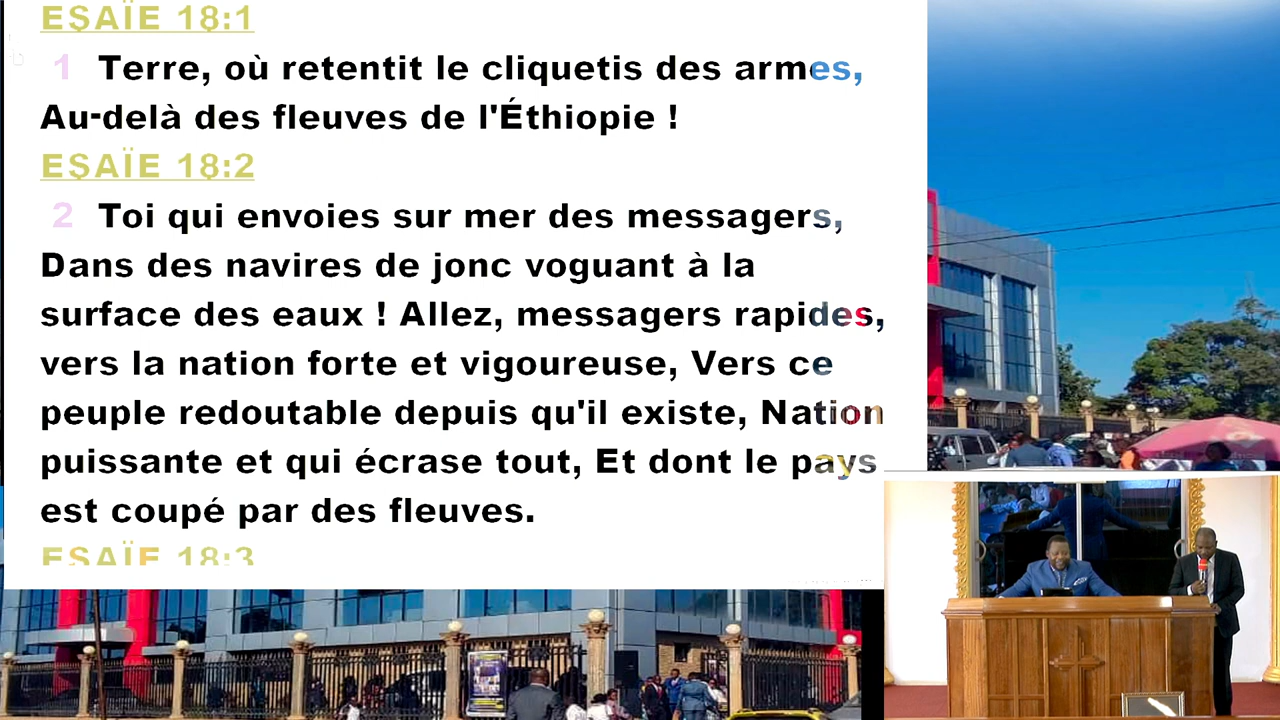 ESAÏE 18:1
1 Terre, où retentit le cliquetis des armes,
Au-delà des fleuves de l'Éthiopie !
ESAÏE 18:2
2 Toi qui envoies sur mer des messagers,
Dans des navires de jonc voguant à la
surface des eaux ! Allez, messagers rapides,
vers la nation forte et vigoureuse, Vers ce
peuple redoutable depuis qu'il existe, Nation
puissante et qui écrase tout, Et dont le pays
est coupé par des fleuves.
ESAÏE 18:3